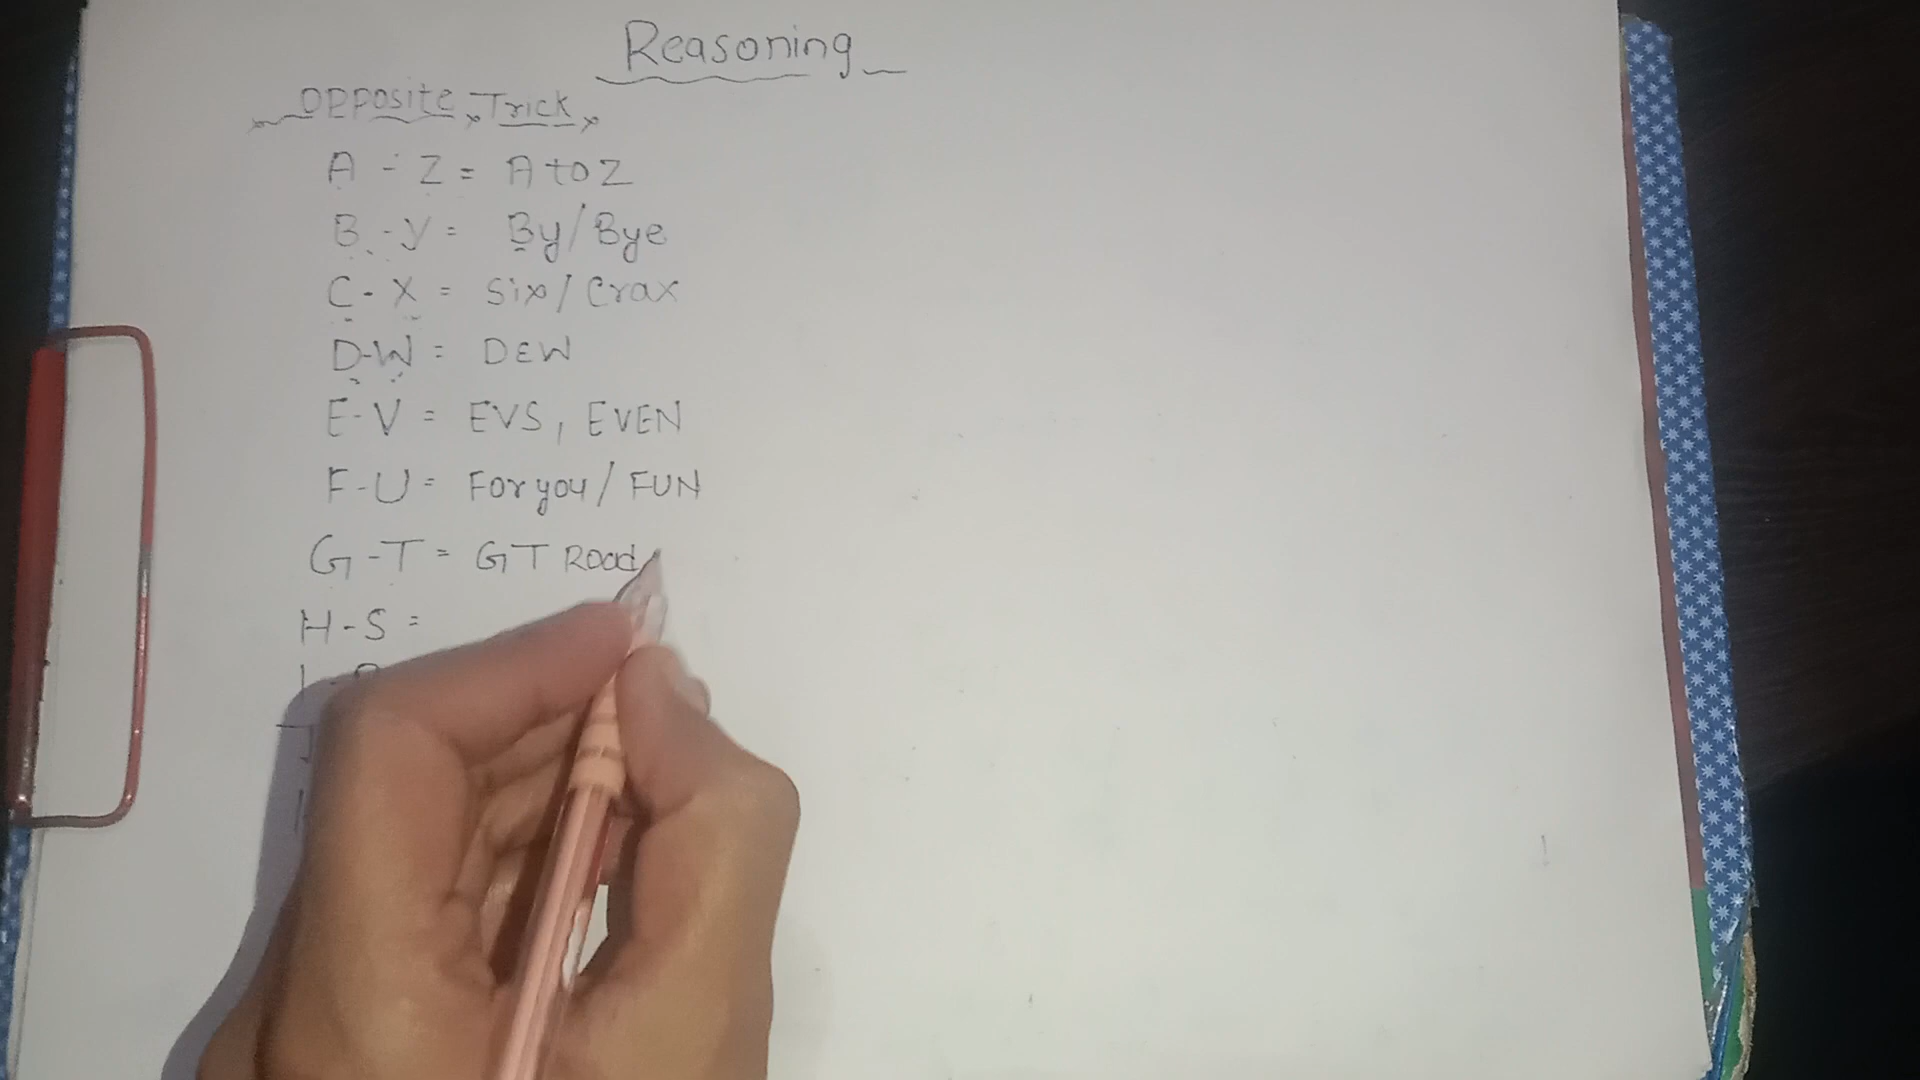 Reasoning
Opposite Trick
A - Z = A to Z
B - Y = By/Bye
C - X = Six/Crax
D-W = DEW
E-V = EVS, EVEN
F-U = For you/FUN
G-T = GT Road
H-S =